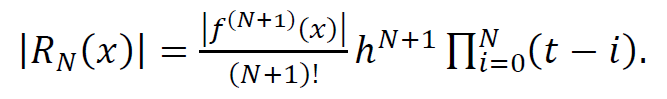 |R_N(x)| = \frac{|f^{(N+1)}(x)|}{(N+1)!} h^{N+1} \prod_{i=0}^{N}(t − i).